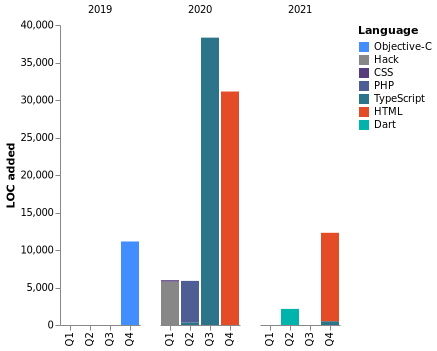 2019 2020 2021
Language
Objective-C
Hack
CSS
PHP
TypeScript
HTML
Dart
LOC added
40,000
35,000
30,000
25,000
20,000
15,000
10,000
5,000
0
Q1 Q2 Q3 Q4 Q1 Q2 Q3 Q4 Q1 Q2 Q3 Q4